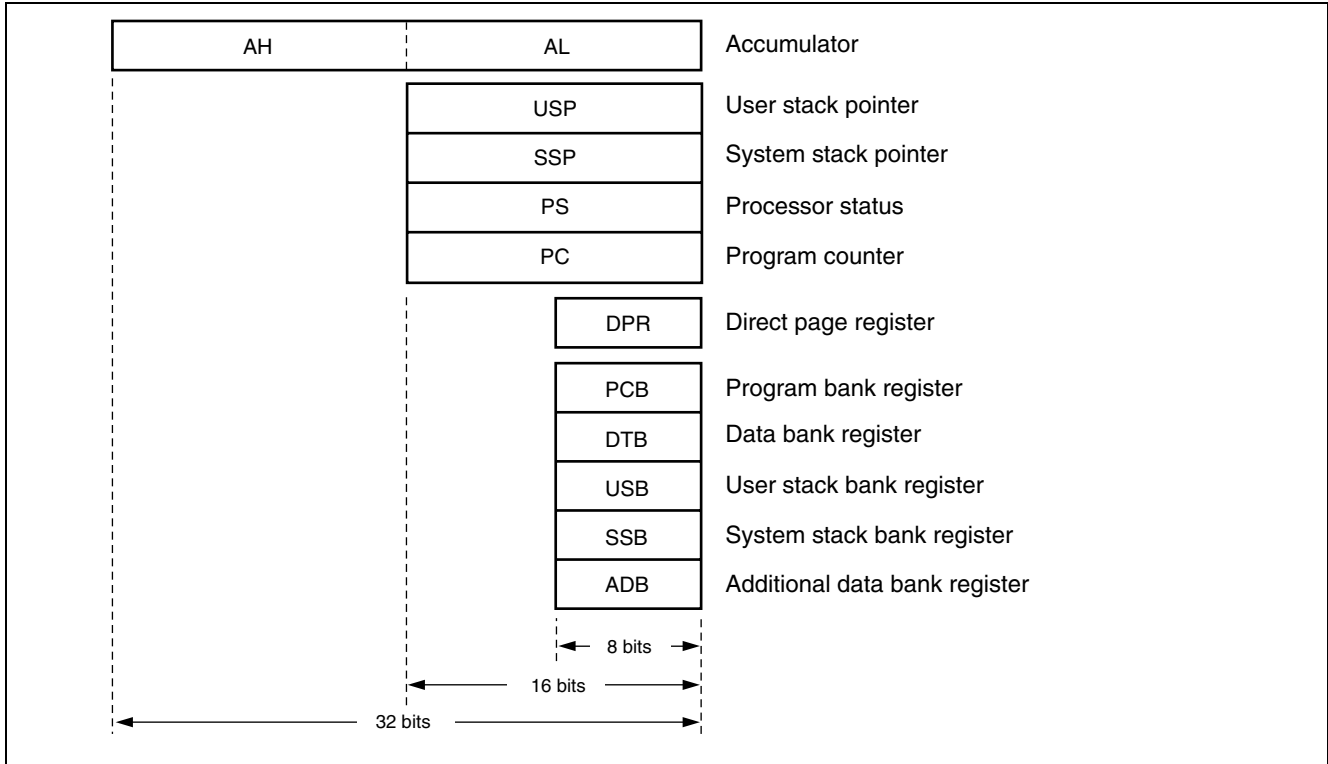 AH AL Accumulator
USP User stack pointer
SSP System stack pointer
PS Processor status
PC Program counter
DPR Direct page register
PCB Program bank register
DTB Data bank register
USB User stack bank register
SSB System stack bank register
ADB Additional data bank register
8 bits
16 bits
32 bits